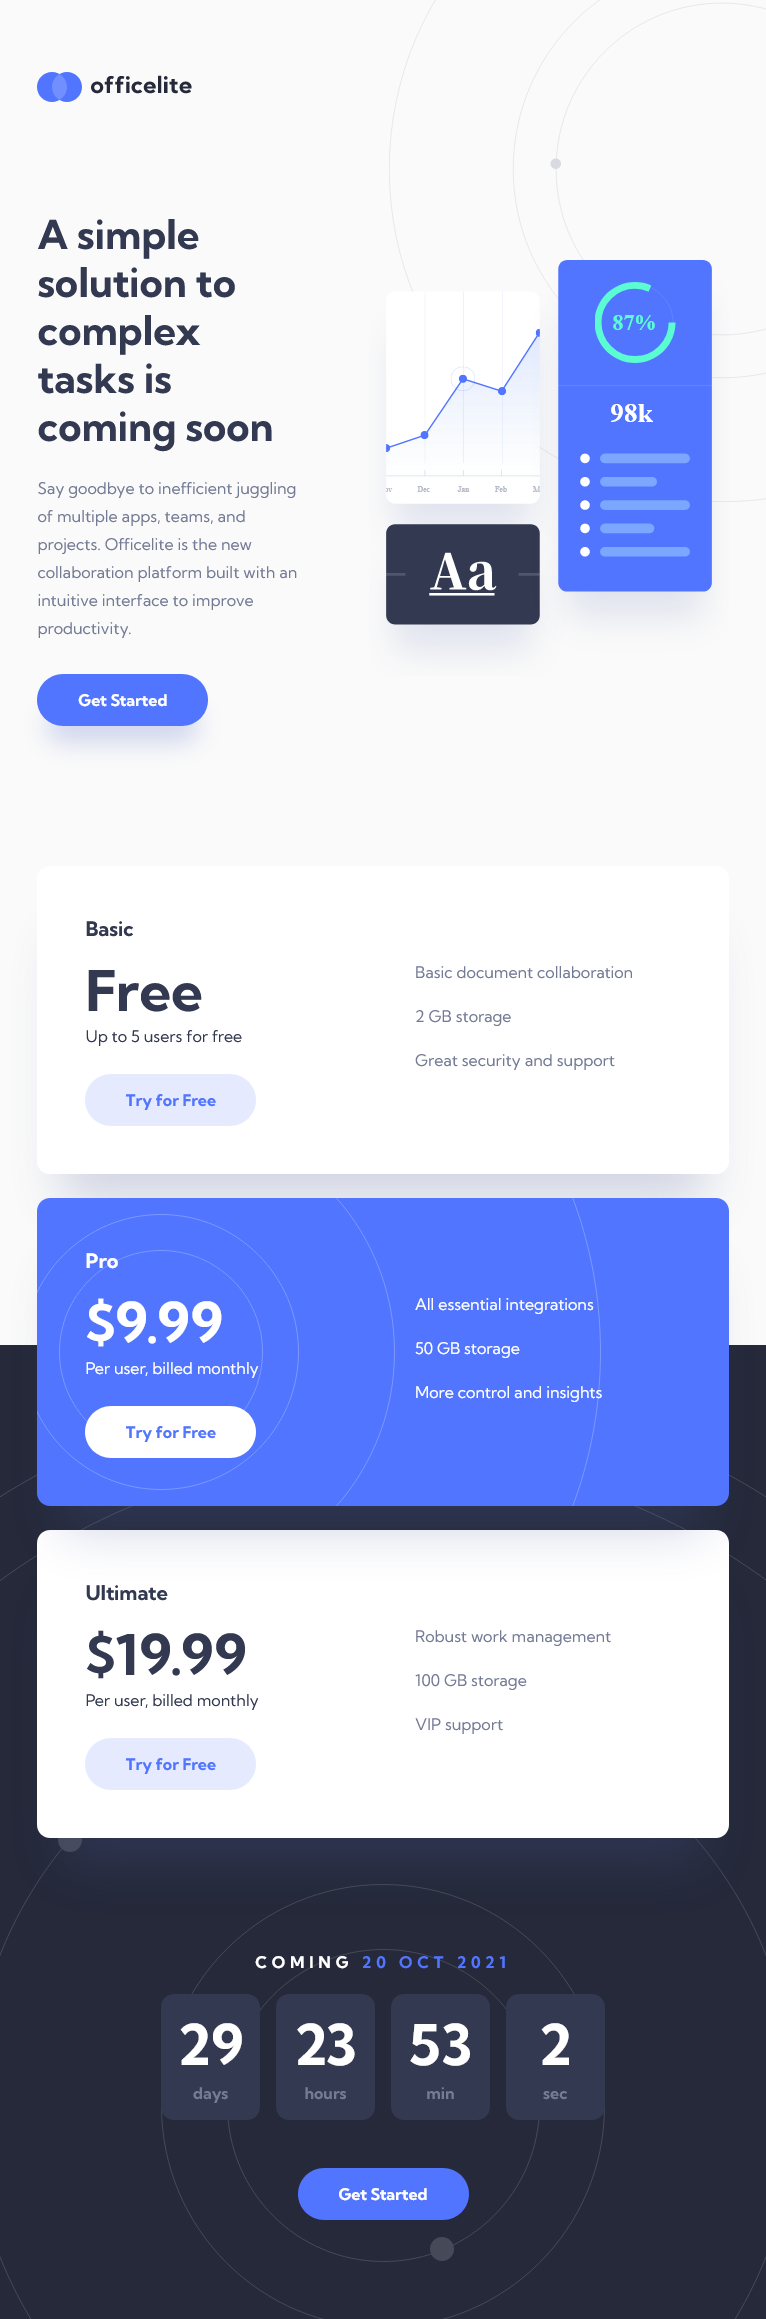 officelite
A simple
solution to
complex
tasks is
coming soon
Say goodbye to inefficient juggling
of multiple apps, teams, and
projects. Officelite is the new
collaboration platform built with an
intuitive interface to improve
productivity.
Get Started
87%
98k
Dec Jan Feb
Aa
Basic
Free
Up to 5 users for free
Try for Free
Basic document collaboration
2 GB storage
Great security and support
Pro
$9.99
Per user, billed monthly
Try for Free
All essential integrations
50 GB storage
More control and insights
Ultimate
$19.99
Per user, billed monthly
Try for Free
Robust work management
100 GB storage
VIP support
COMING 20 OCT 2021
29 23 53 2
days hours min sec
Get Started